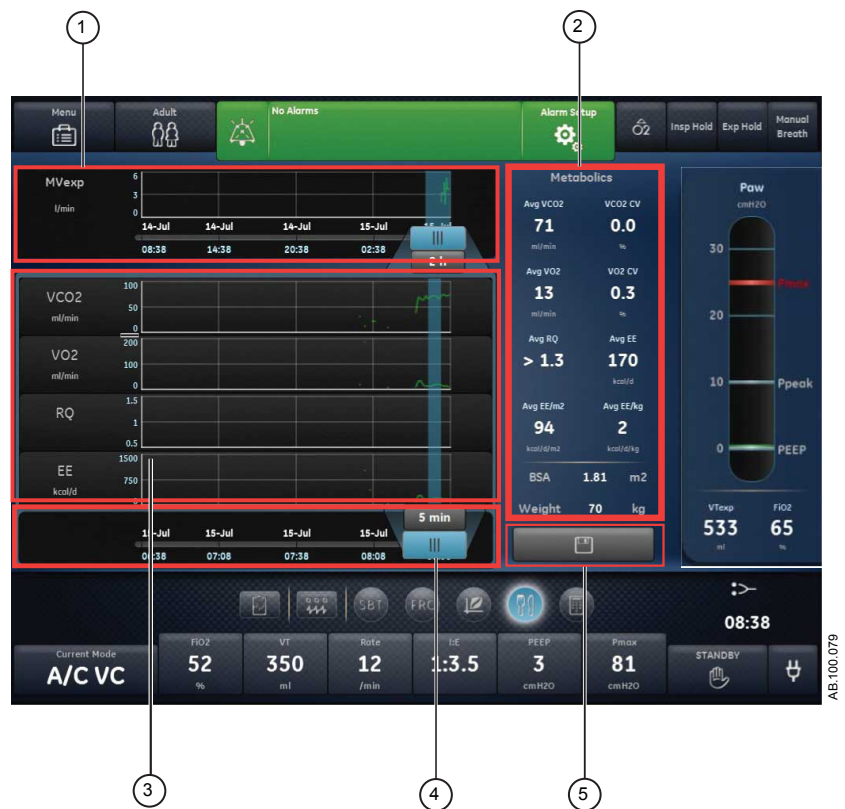 1
2
Menu
Adult
No Alarms
Alarm Setup
O2
Insp Hold
Exp Hold
Manual
Breath
MVexp
l/min
6
3
0
14-Jul 14-Jul 14-Jul 15-Jul
08:38 14:38 20:38 02:38
VCO2
ml/min
100
50
0
VO2
ml/min
200
100
0
RQ
1.5
1
0.5
EE
kcal/d
1500
750
5 min
15-Jul 15-Jul 15-Jul 15-Jul
06:38 07:08 07:38 08:08
Metabolics
Avg VCO2 VCO2 CV
71 0.0
ml/min %
Avg VO2 VO2 CV
13 0.3
ml/min %
Avg RQ Avg EE
> 1.3 170
kcal/d
Avg EE/m2 Avg EE/kg
94 2
kcal/d/m2 kcal/d/kg
BSA 1.81 m2
Weight 70 kg
Paw
cmH2O
30
Pmax
20
10 Ppeak
0 PEEP
VTexp FiO2
533 65
ml %
SBT
FRC
08:38
Current Mode
A/C VC
FiO2
52
%
VT
350
ml
Rate
12
/min
I:E
1:3.5
PEEP
3
cmH2O
Pmax
81
cmH2O
STANDBY
AB.100.079
3
4
5